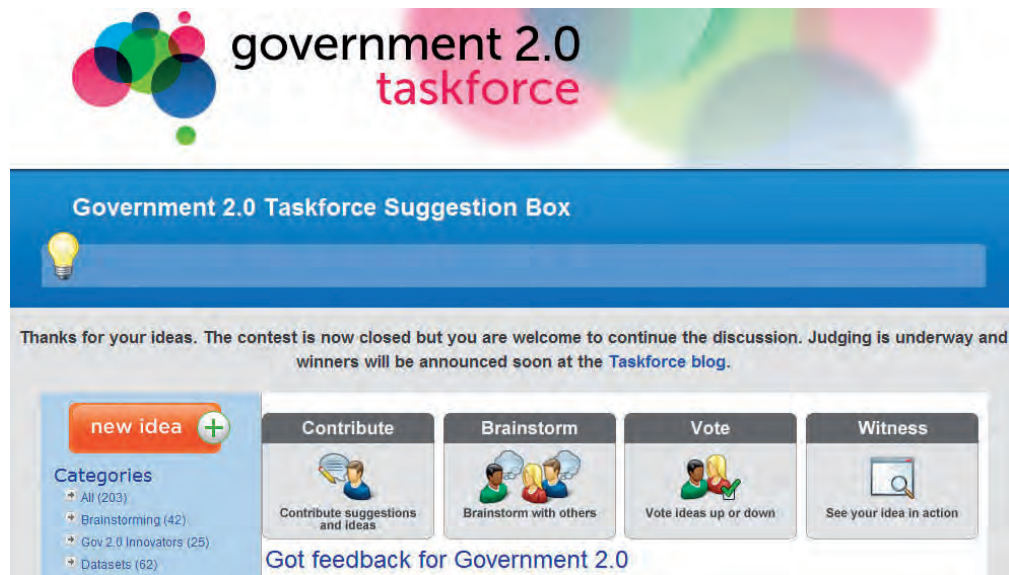 government 2.0
taskforce
Government 2.0 Taskforce Suggestion Box
Thanks for your ideas. The contest is now closed but you are welcome to continue the discussion. Judging is underway and
winners will be announced soon at the Taskforce blog.
new idea
Categories
All (203)
Brainstorming (42)
Gov 2.0 Innovators (25)
Datasets (62)
Contribute
Contribute suggestions
and ideas
Brainstorm
Brainstorm with others
Vote
Vote ideas up or down
Witness
See your idea in action
Got feedback for Government 2.0